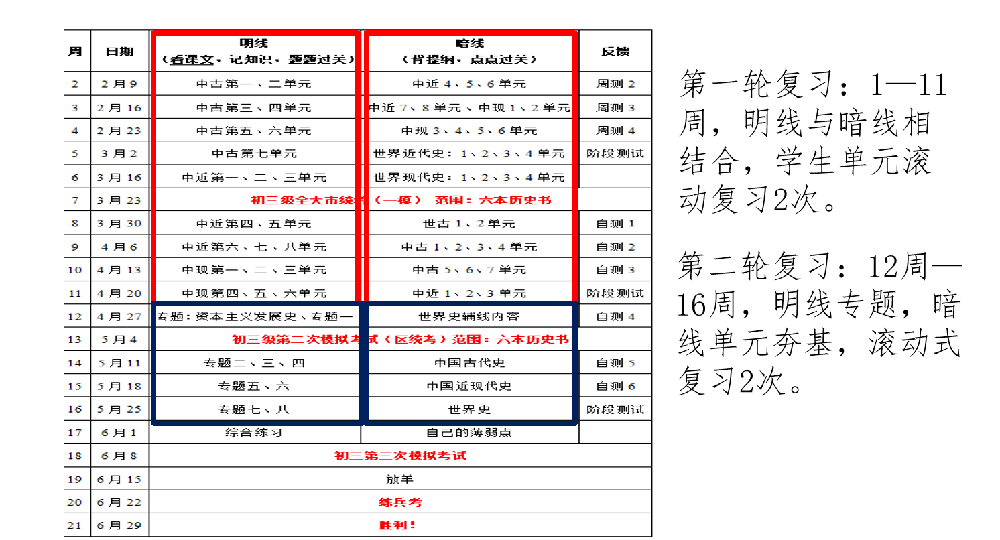 周 日期 明线 暗线 反馈
(看课文,记知识,题题过关) (背提纲,点点过关)
2 2月9 中古第一、二单元 中近4、5、6单元 周测2
3 2月16 中古第三、四单元 中近7、8单元、中现1、2单元 周测3
4 2月23 中古第五、六单元 中现3、4、5、6单元 周测4
5 3月2 中古第七单元 世界近代史:1、2、3、4单元 阶段测试
6 3月16 中近第一、二、三单元 世界现代史:1、2、3、4单元
7 3月23 初三级全大市统考(一模) 范围:六本历史书
8 3月30 中近第四、五单元 世古1、2单元 自测1
9 4月6 中近第六、七、八单元 中古1、2、3、4单元 自测2
10 4月13 中现第一、二、三单元 中古5、6、7单元 自测3
11 4月20 中现第四、五、六单元 中近1、2、3单元 阶段测试
12 4月27 专题:资本主义发展史、专题一 世界史辅线内容 自测4
13 5月4 初三级第二次模拟考试(区统考)范围:六本历史书
14 5月11 专题二、三、四 中国古代史 自测5
15 5月18 专题五、六 中国近现代史 自测6
16 5月25 专题七、八 世界史 阶段测试
17 6月1 综合练习 自己的薄弱点
18 6月8 初三第三次模拟考试
19 6月15 放羊
20 6月22 练兵考
21 6月29 胜利!
第一轮复习:1—11
周,明线与暗线相
结合,学生单元滚
动复习2次。
第二轮复习:12周—
16周,明线专题,暗
线单元夯基,滚动式
复习2次。